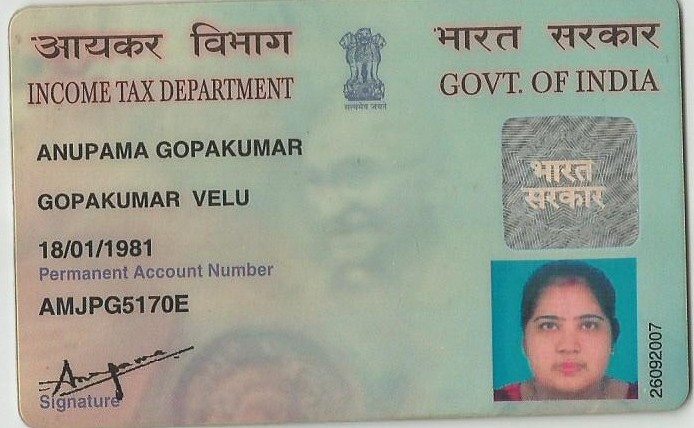 आयकर विभाग
INCOME TAX DEPARTMENT
सत्यमेव जयते
भारत सरकार
GOVT. OF INDIA
ANUPAMA GOPAKUMAR
GOPAKUMAR VELU
18/01/1981
Permanent Account Number
AMJPG5170E
Anupama
Signature
भारत
सरकार
26092007